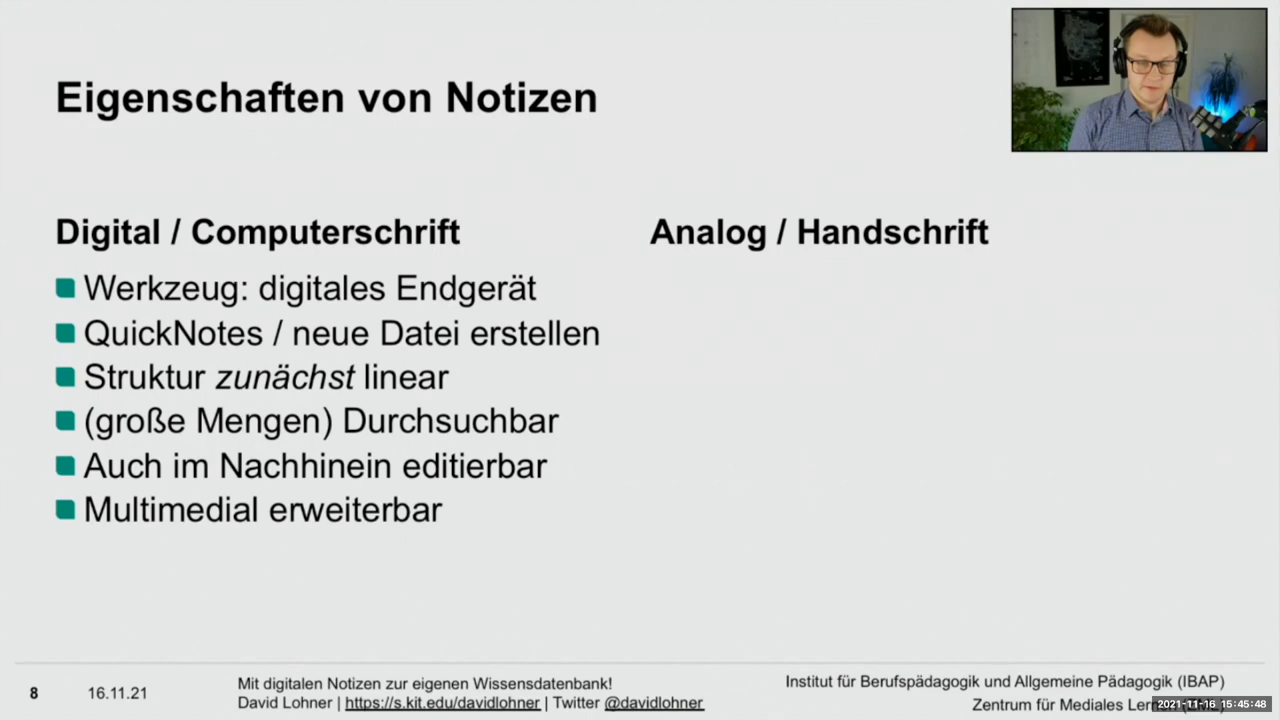 Eigenschaften von Notizen
Digital / Computerschrift
Werkzeug: digitales Endgerät
QuickNotes / neue Datei erstellen
Struktur zunächst linear
(große Mengen) Durchsuchbar
Auch im Nachhinein editierbar
Multimedial erweiterbar
Analog / Handschrift
8
16.11.21
Mit digitalen Notizen zur eigenen Wissensdatenbank!
David Lohner | https://s.kit.edu/davidlohner | Twitter @davidlohner
Institut für Berufspädagogik und Allgemeine Pädagogik (IBAP)
Zentrum für Mediales
2021-11-16 15:45:48